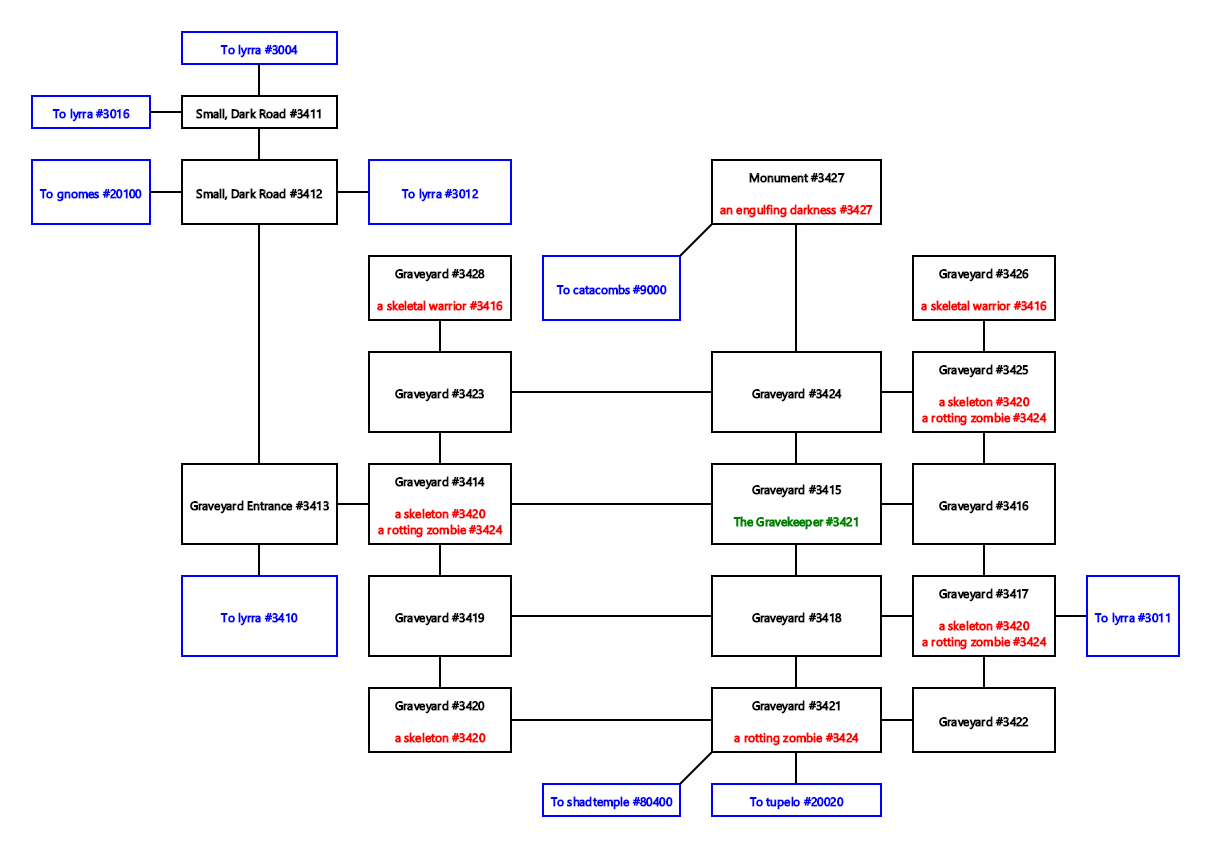 To lyrra #3004
To lyrra #3016
Small, Dark Road #3411
To gnomes #20100
Small, Dark Road #3412
To lyrra #3012
Monument #3427
an engulfing darkness #3427
Graveyard #3428
a skeletal warrior #3416
To catacombs #9000
Graveyard #3426
a skeletal warrior #3416
Graveyard #3423
Graveyard #3424
Graveyard #3425
a skeleton #3420
a rotting zombie #3424
Graveyard Entrance #3413
Graveyard #3414
a skeleton #3420
a rotting zombie #3424
Graveyard #3415
The Gravekeeper #3421
Graveyard #3416
To lyrra #3410
Graveyard #3419
Graveyard #3418
Graveyard #3417
a skeleton #3420
a rotting zombie #3424
To lyrra #3011
Graveyard #3420
a skeleton #3420
Graveyard #3421
a rotting zombie #3424
Graveyard #3422
To shadtemple #80400
To tupelo #20020